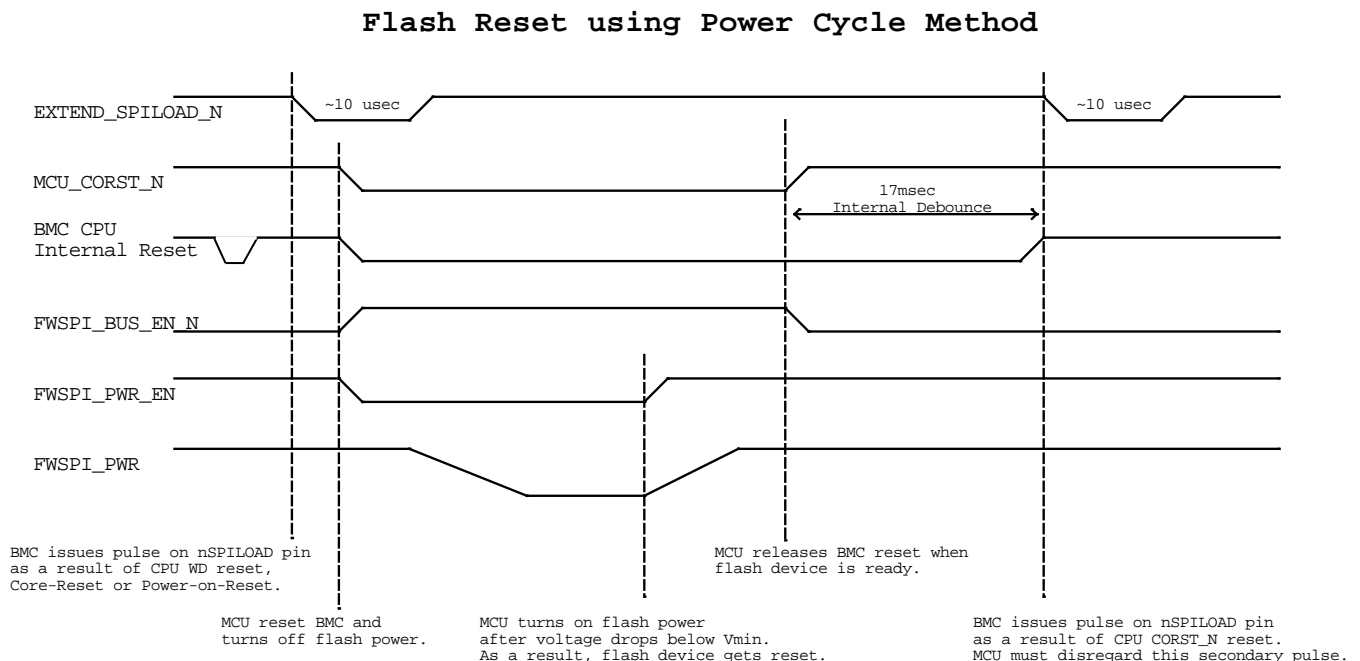 Flash Reset using Power Cycle Method
~10 usec
~10 usec
EXTEND_SPILOAD_N
MCU_CORST_N
17msec
Internal Debounce
BMC CPU
Internal Reset
FWSPI_BUS_EN_N
FWSPI_PWR_EN
FWSPI_PWR
BMC issues pulse on nSPILOAD pin
as a result of CPU WD reset,
Core-Reset or Power-on-Reset.
MCU releases BMC reset when
flash device is ready.
MCU reset BMC and
turns off flash power.
MCU turns on flash power
after voltage drops below Vmin.
As a result, flash device gets reset.
BMC issues pulse on nSPILOAD pin
as a result of CPU CORST_N reset.
MCU must disregard this secondary pulse.